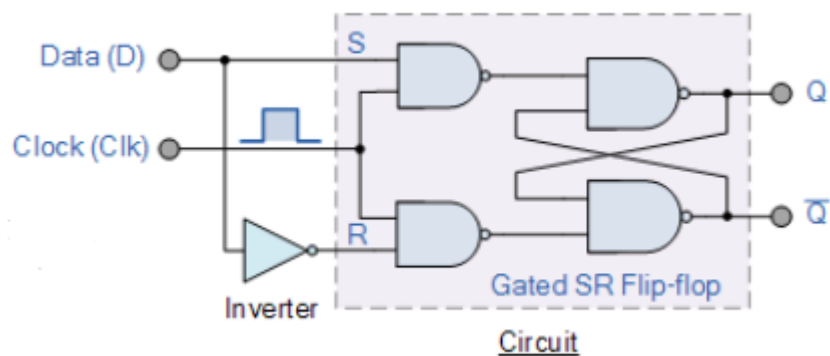 Data (D)
S
Q
Clock (Clk)
R
Q̅
Inverter
Gated SR Flip-flop
Circuit